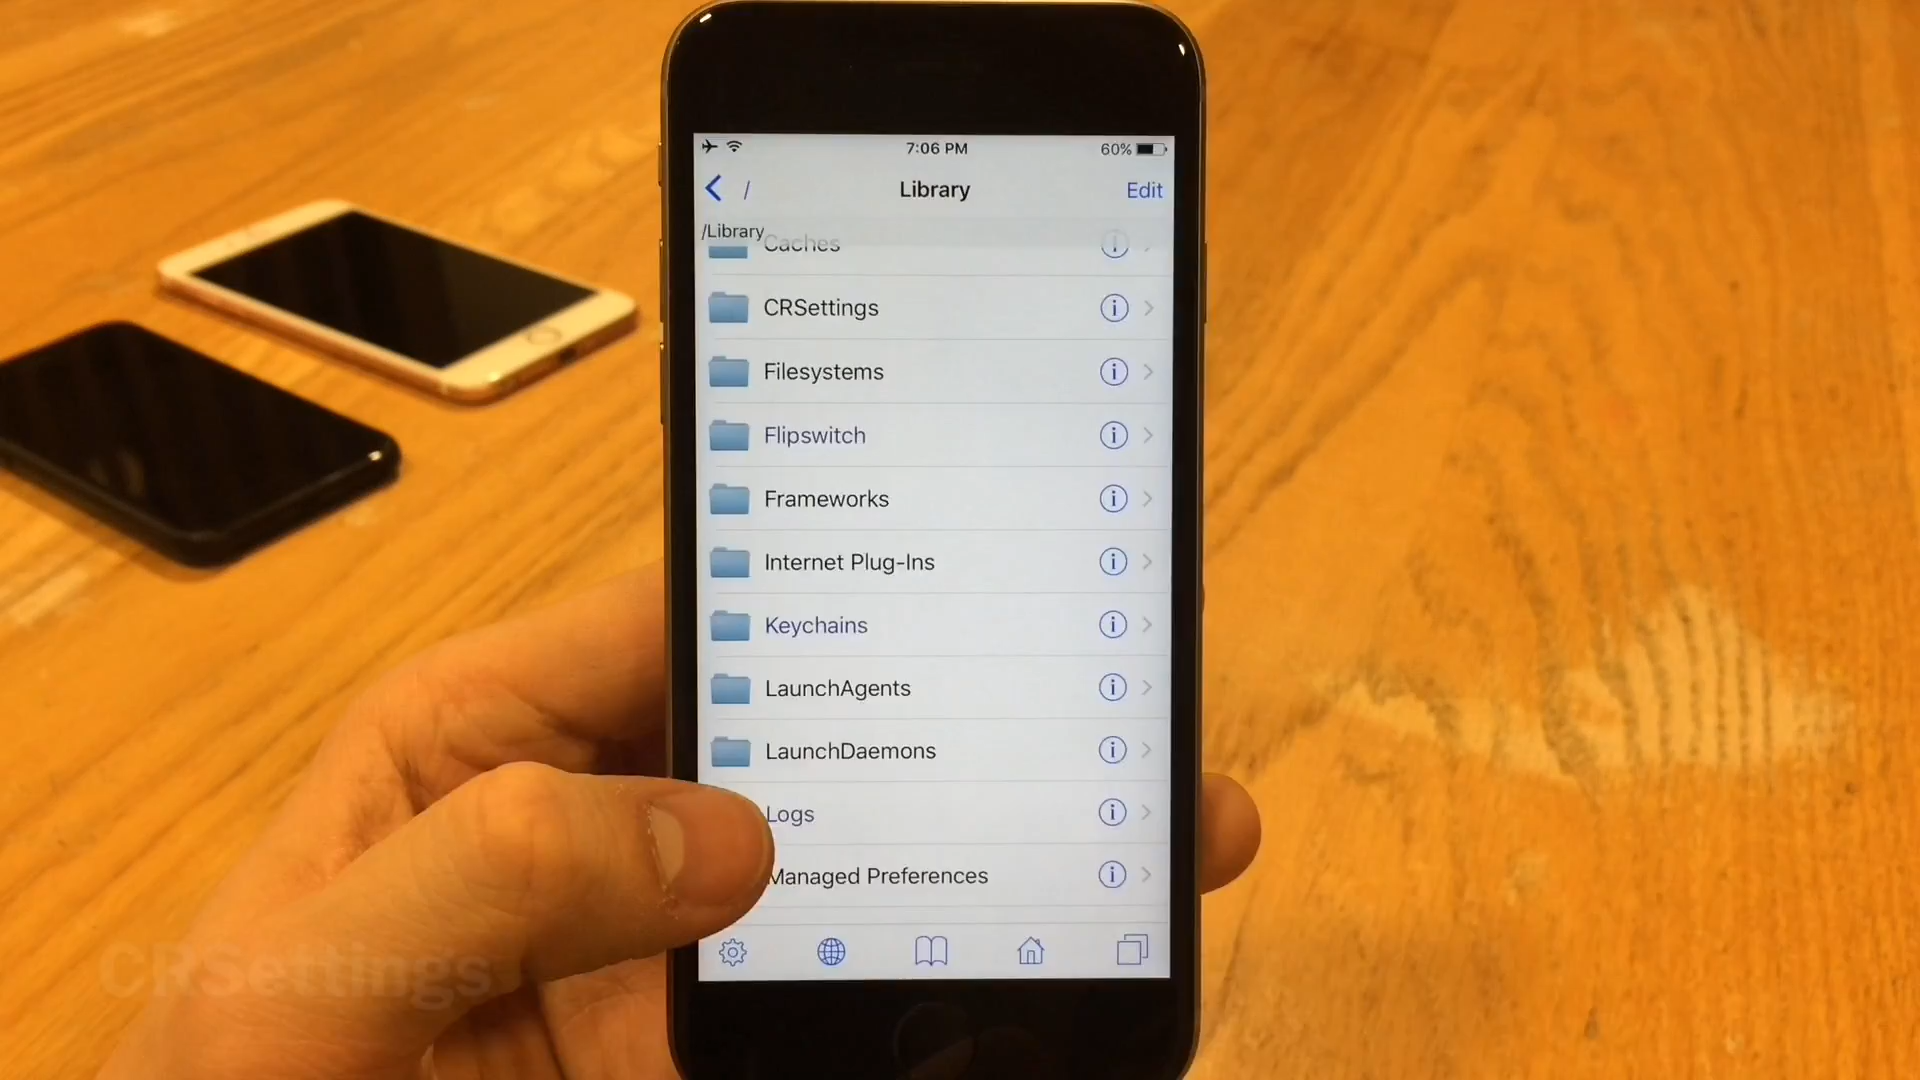 7:06 PM
60%
/
Library
Edit
/Library
Caches
CRSettings
Filesystems
Flipswitch
Frameworks
Internet Plug-Ins
Keychains
LaunchAgents
LaunchDaemons
Logs
Managed Preferences
CRSettings